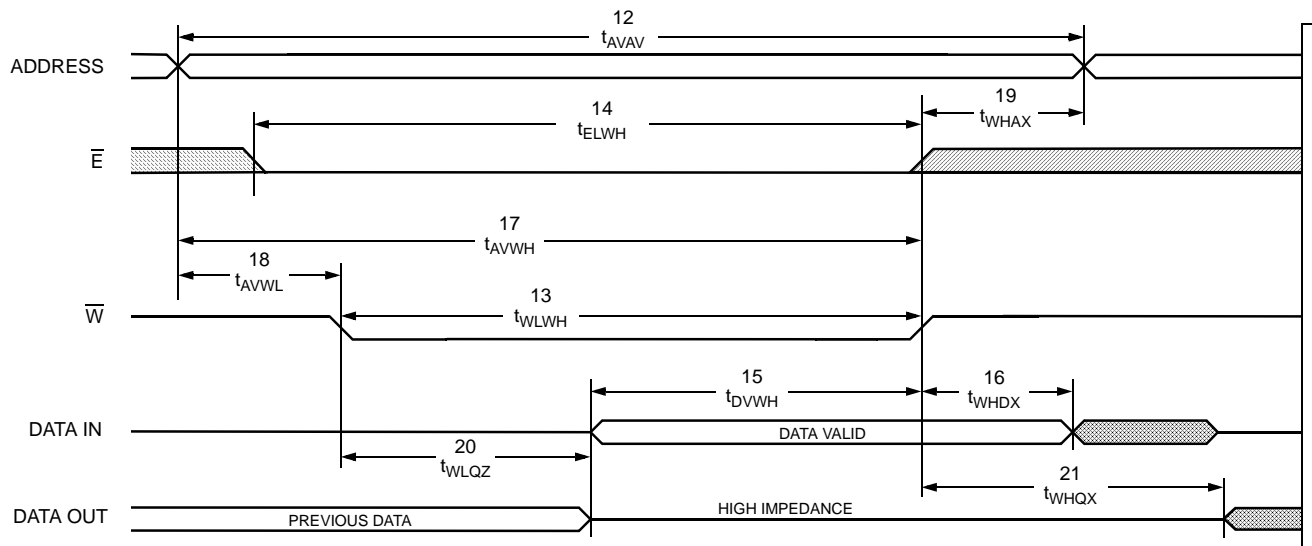 12
tAVAV
ADDRESS
14
tELWH
19
tWHAX
E
17
tAVWH
18
tAVWL
13
tWLWH
W
15
tDVWH
16
tWHDX
DATA IN
DATA VALID
20
tWLQZ
21
tWHQX
DATA OUT
PREVIOUS DATA
HIGH IMPEDANCE